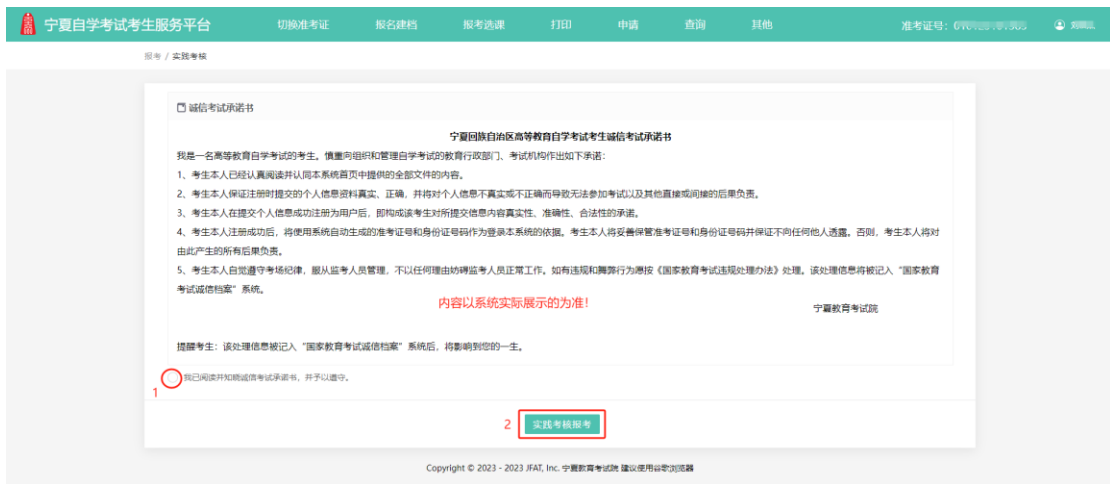 宁夏自学考试考生服务平台 切换准考证 报名建档 报考选课 打印 申请 查询 其他 准考证号：
报考 / 实践考核
诚信考试承诺书
宁夏回族自治区高等教育自学考试考生诚信考试承诺书
我是一名高等教育自学考试的考生。慎重向组织和管理自学考试的教育行政部门、考试机构作出如下承诺：
1、考生本人已经认真阅读并认同本系统首页中提供的全部文件的内容。
2、考生本人保证注册时提交的个人信息资料真实、正确，并将对个人信息不真实或不正确而导致无法参加考试以及其他直接或间接的后果负责。
3、考生本人在提交个人信息成功注册为用户后，即构成该考生对所提交信息内容真实性、准确性、合法性的承诺。
4、考生本人注册成功后，将使用系统自动生成的准考证号和身份证号码作为登录本系统的依据。考生本人将妥善保管准考证号和身份证号码并保证不向任何他人透露。否则，考生本人将对
由此产生的所有后果负责。
5、考生本人自觉遵守考场纪律，服从监考人员管理，不以任何理由妨碍监考人员正常工作。如有违规和舞弊行为愿按《国家教育考试违规处理办法》处理。该处理信息将被记入“国家教育
考试诚信档案”系统。
内容以系统实际展示的为准！
宁夏教育考试院
提醒考生：该处理信息被记入“国家教育考试诚信档案”系统后，将影响到您的一生。
我已阅读并知晓诚信考试承诺书，并予以遵守。
1
2 实践考核报考
Copyright © 2023 - 2023 JFAT, Inc. 宁夏教育考试院 建议使用谷歌浏览器